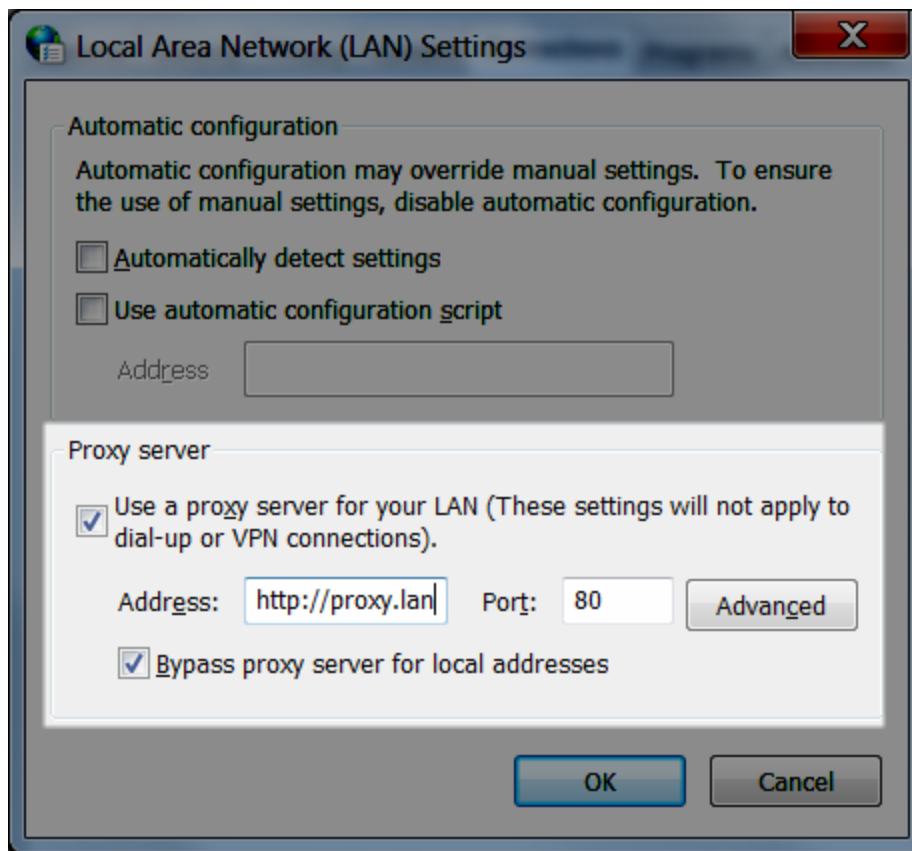 Local Area Network (LAN) Settings
Automatic configuration
Automatic configuration may override manual settings. To ensure
the use of manual settings, disable automatic configuration.
Automatically detect settings
Use automatic configuration script
Address
Proxy server
Use a proxy server for your LAN (These settings will not apply to
dial-up or VPN connections).
Address: http://proxy.lan Port: 80 Advanced
Bypass proxy server for local addresses
OK Cancel